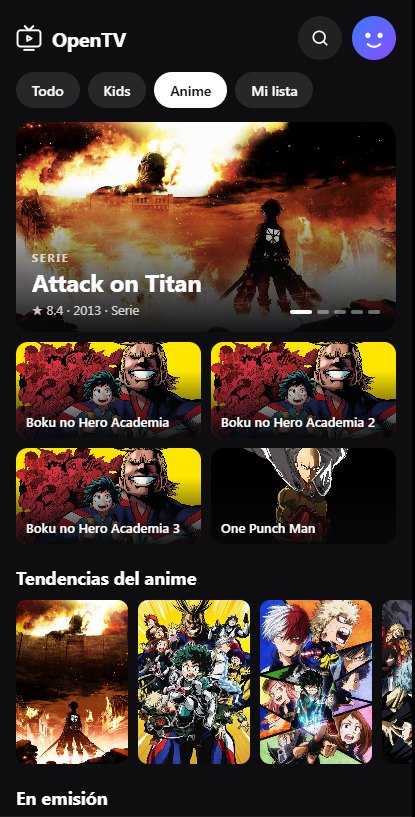 OpenTV
Todo Kids Anime Mi lista
SERIE
Attack on Titan
★ 8.4 · 2013 · Serie
Boku no Hero Academia
Boku no Hero Academia 2
Boku no Hero Academia 3
One Punch Man
Tendencias del anime
En emisión